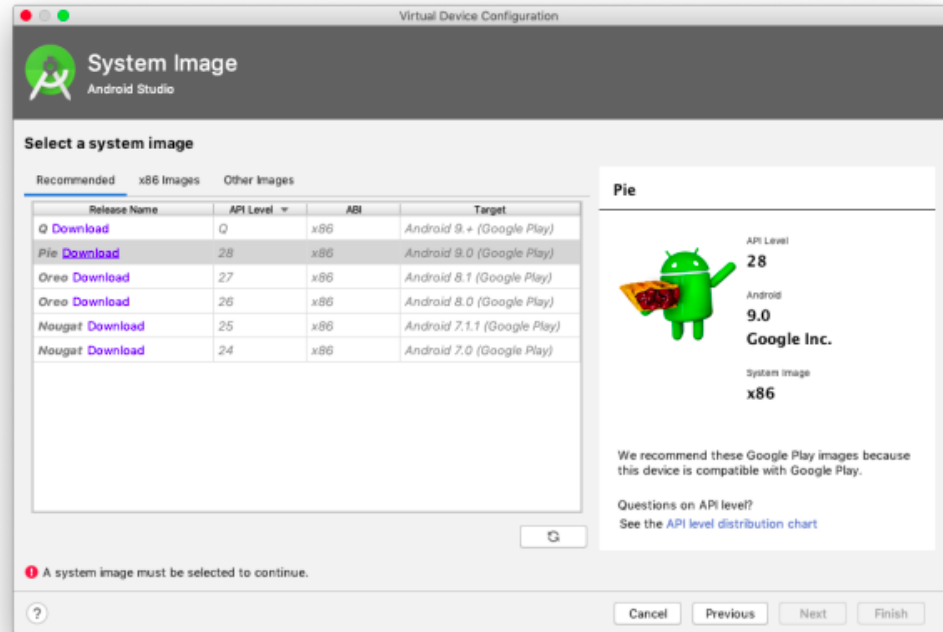 Virtual Device Configuration
System Image
Android Studio
Select a system image
Recommended x86 Images Other Images
Release Name API Level ABI Target
Q Download Q x86 Android 9.+ (Google Play)
Pie Download 28 x86 Android 9.0 (Google Play)
Oreo Download 27 x86 Android 8.1 (Google Play)
Oreo Download 26 x86 Android 8.0 (Google Play)
Nougat Download 25 x86 Android 7.1.1 (Google Play)
Nougat Download 24 x86 Android 7.0 (Google Play)
Pie
API Level
28
Android
9.0
Google Inc.
System Image
x86
We recommend these Google Play images because
this device is compatible with Google Play.
Questions on API level?
See the API level distribution chart
A system image must be selected to continue.
? Cancel Previous Next Finish